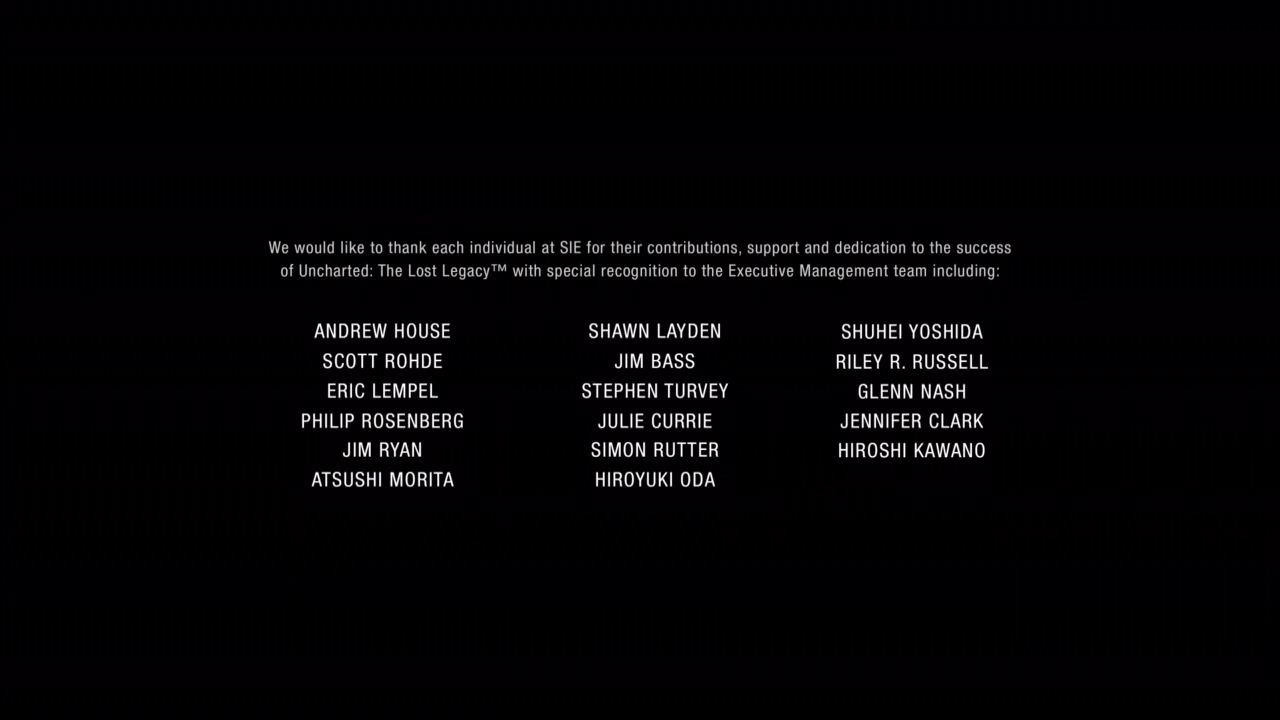 We would like to thank each individual at SIE for their contributions, support and dedication to the success
of Uncharted: The Lost Legacy™ with special recognition to the Executive Management team including:
ANDREW HOUSE SHAWN LAYDEN SHUHEI YOSHIDA
SCOTT ROHDE JIM BASS RILEY R. RUSSELL
ERIC LEMPEL STEPHEN TURVEY GLENN NASH
PHILIP ROSENBERG JULIE CURRIE JENNIFER CLARK
JIM RYAN SIMON RUTTER HIROSHI KAWANO
ATSUSHI MORITA HIROYUKI ODA